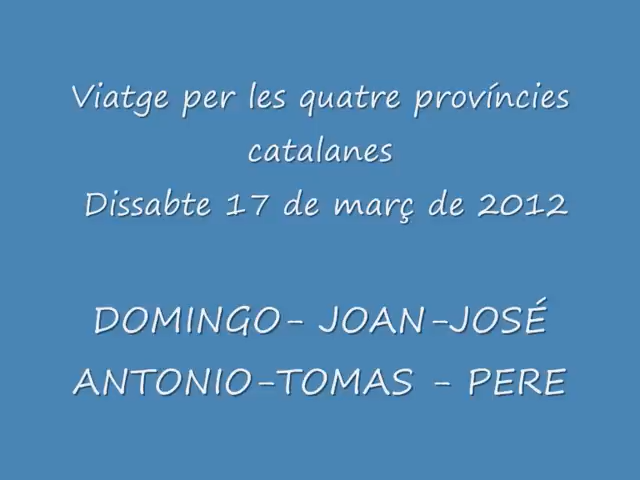 Viatge per les quatre províncies
catalanes
Dissabte 17 de març de 2012
DOMINGO- JOAN-JOSÉ
ANTONIO-TOMAS - PERE